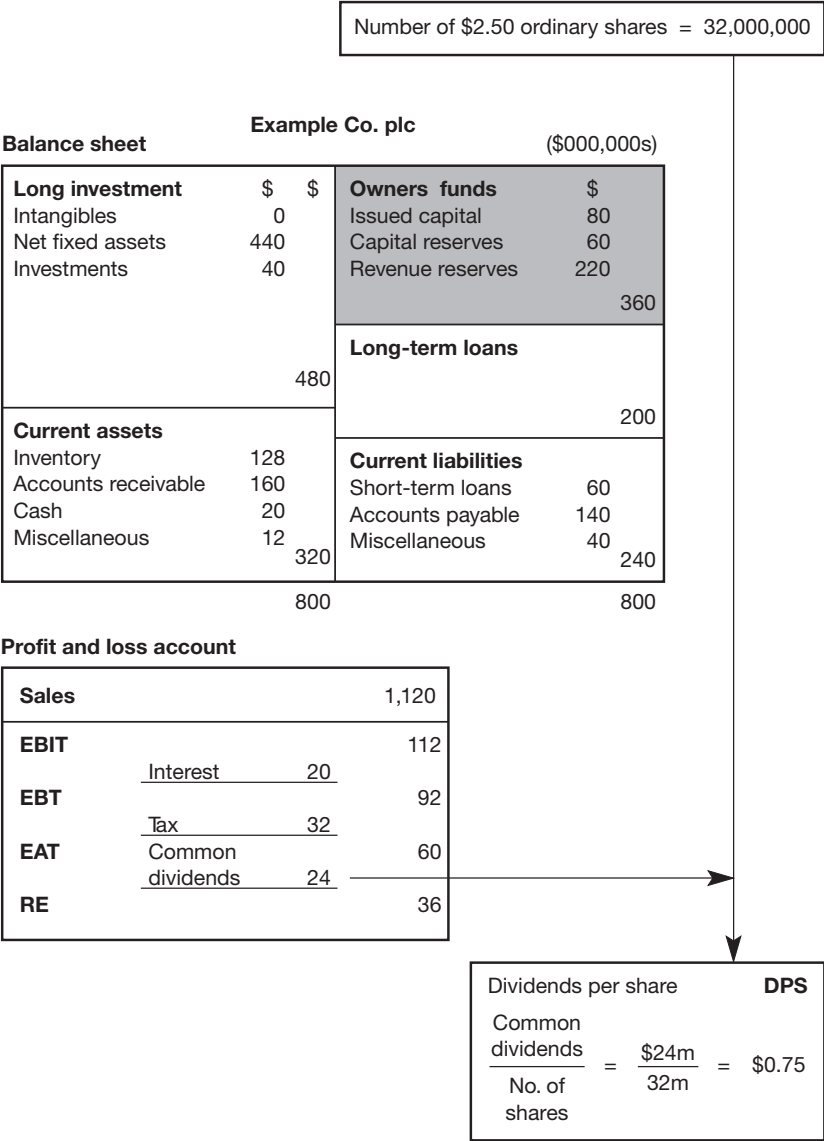 Number of $2.50 ordinary shares = 32,000,000
Example Co. plc
Balance sheet ($000,000s)
Long investment $ $
Intangibles 0
Net fixed assets 440
Investments 40
480
Current assets
Inventory 128
Accounts receivable 160
Cash 20
Miscellaneous 12
320
800
Owners funds $
Issued capital 80
Capital reserves 60
Revenue reserves 220
360
Long-term loans
200
Current liabilities
Short-term loans 60
Accounts payable 140
Miscellaneous 40
240
800
Profit and loss account
Sales 1,120
EBIT 112
Interest 20
EBT 92
Tax 32
EAT Common 60
dividends 24
RE 36
Dividends per share DPS
Common
dividends
No. of
shares
= $24m
32m
= $0.75